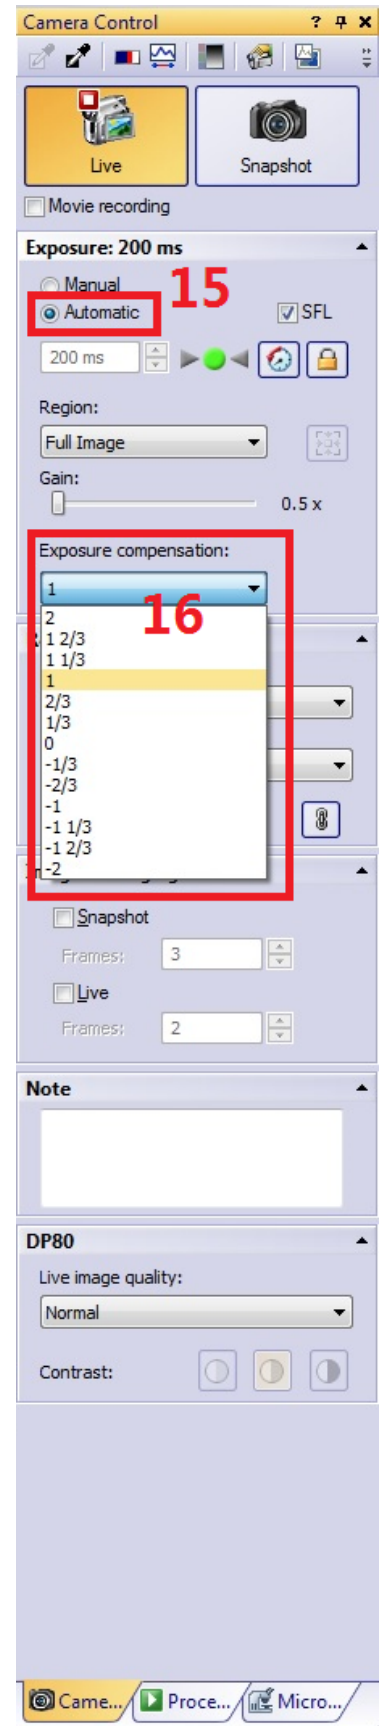 Camera Control
Live
Snapshot
Movie recording
Exposure: 200 ms
Manual
15
Automatic
SFL
200 ms
Region:
Full Image
Gain:
0.5 x
Exposure compensation:
1
16
2
1 2/3
1 1/3
1
2/3
1/3
0
-1/3
-2/3
-1
-1 1/3
-1 2/3
-2
Snapshot
Frames:
3
Live
Frames:
2
Note
DP80
Live image quality:
Normal
Contrast:
Came... Proce... Micro...